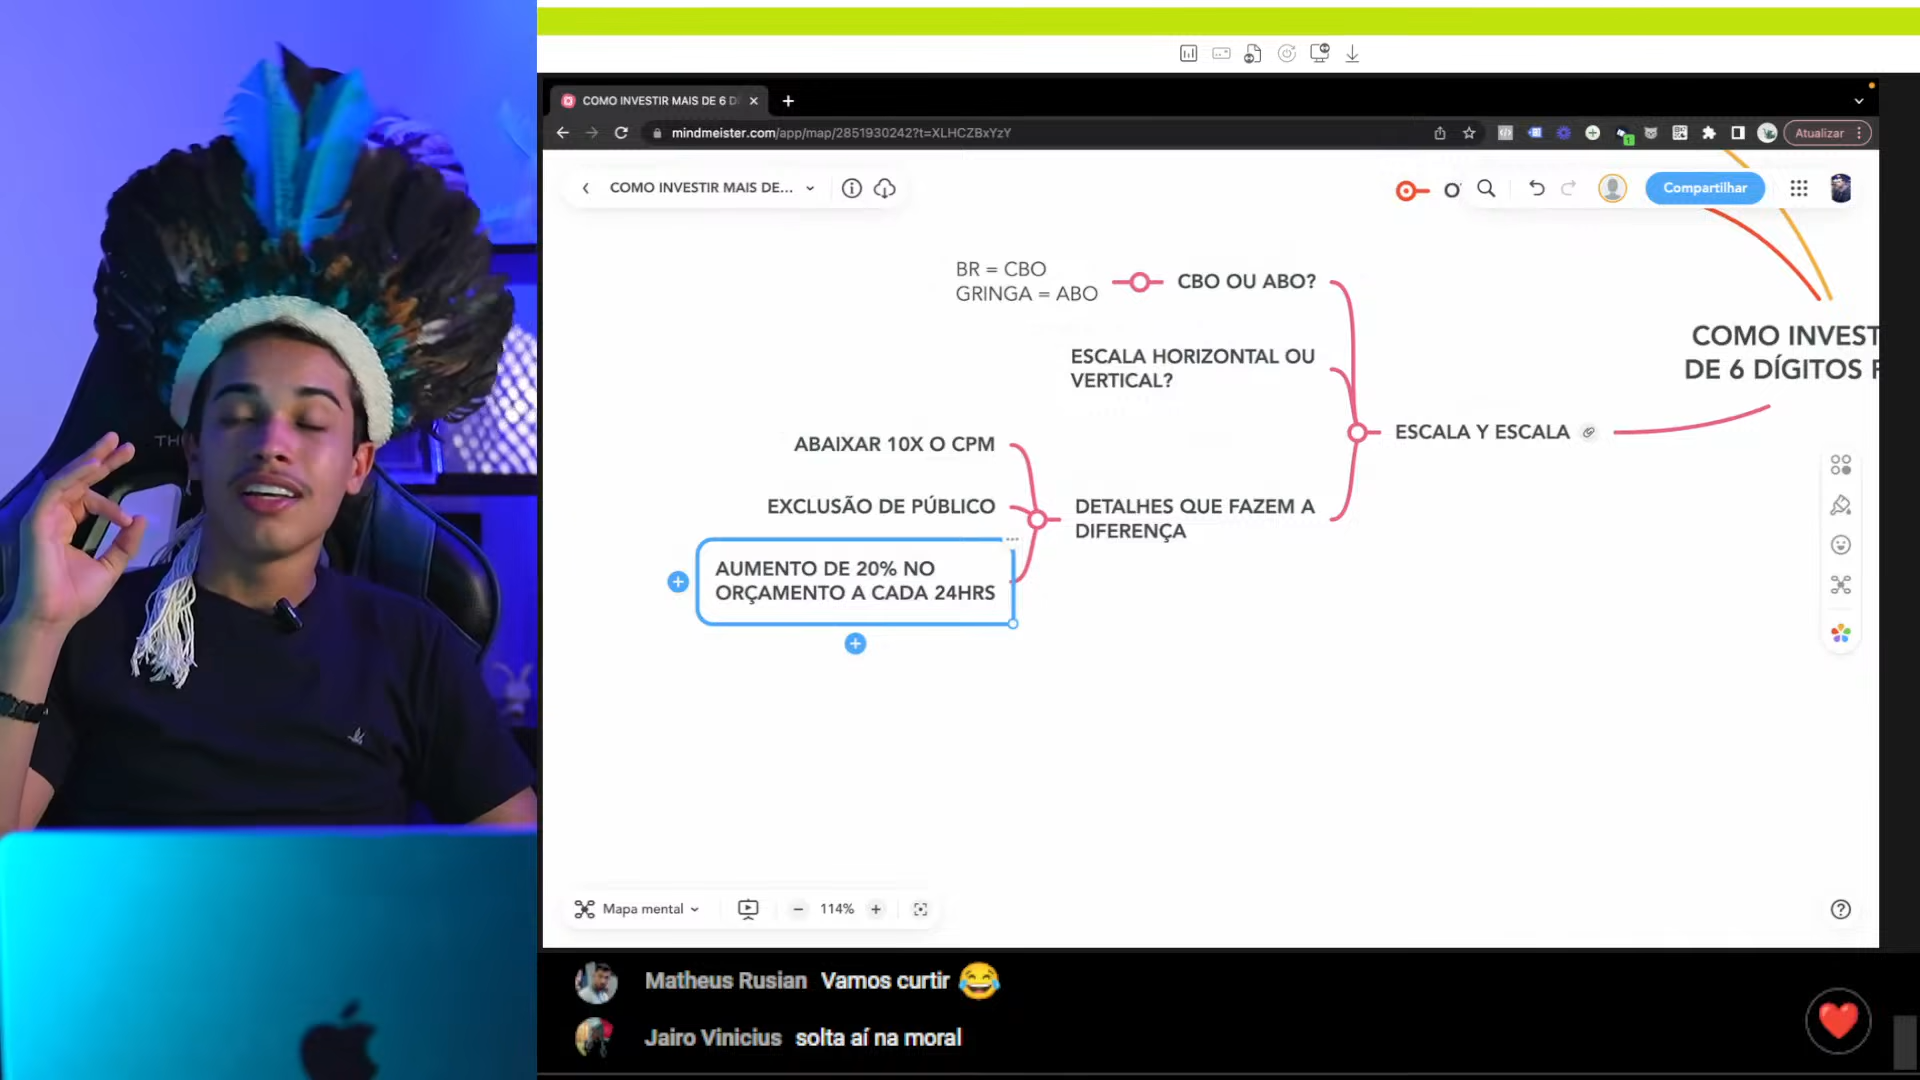 TH
COMO INVESTIR MAIS DE 6 D
mindmeister.com/app/map/2851930242?t=XLHCZBxYzY
Atualizar
COMO INVESTIR MAIS DE...
Compartilhar
BR = CBO
GRINGA = ABO
CBO OU ABO?
ESCALA HORIZONTAL OU
VERTICAL?
COMO INVEST
DE 6 DÍGITOS F
ESCALA Y ESCALA
ABAIXAR 10X O CPM
EXCLUSÃO DE PÚBLICO
DETALHES QUE FAZEM A
DIFERENÇA
AUMENTO DE 20% NO
ORÇAMENTO A CADA 24HRS
Mapa mental
114%
Matheus Rusian Vamos curtir 😂
Jairo Vinicius solta aí na moral